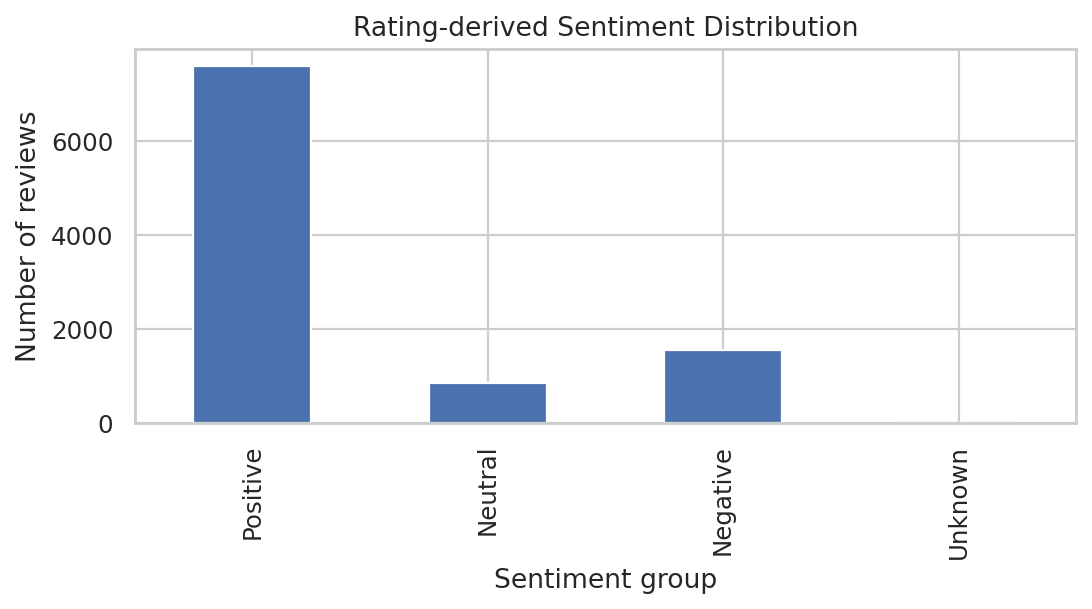 Rating-derived Sentiment Distribution
Number of reviews
6000
4000
2000
0
Positive
Neutral
Negative
Unknown
Sentiment group